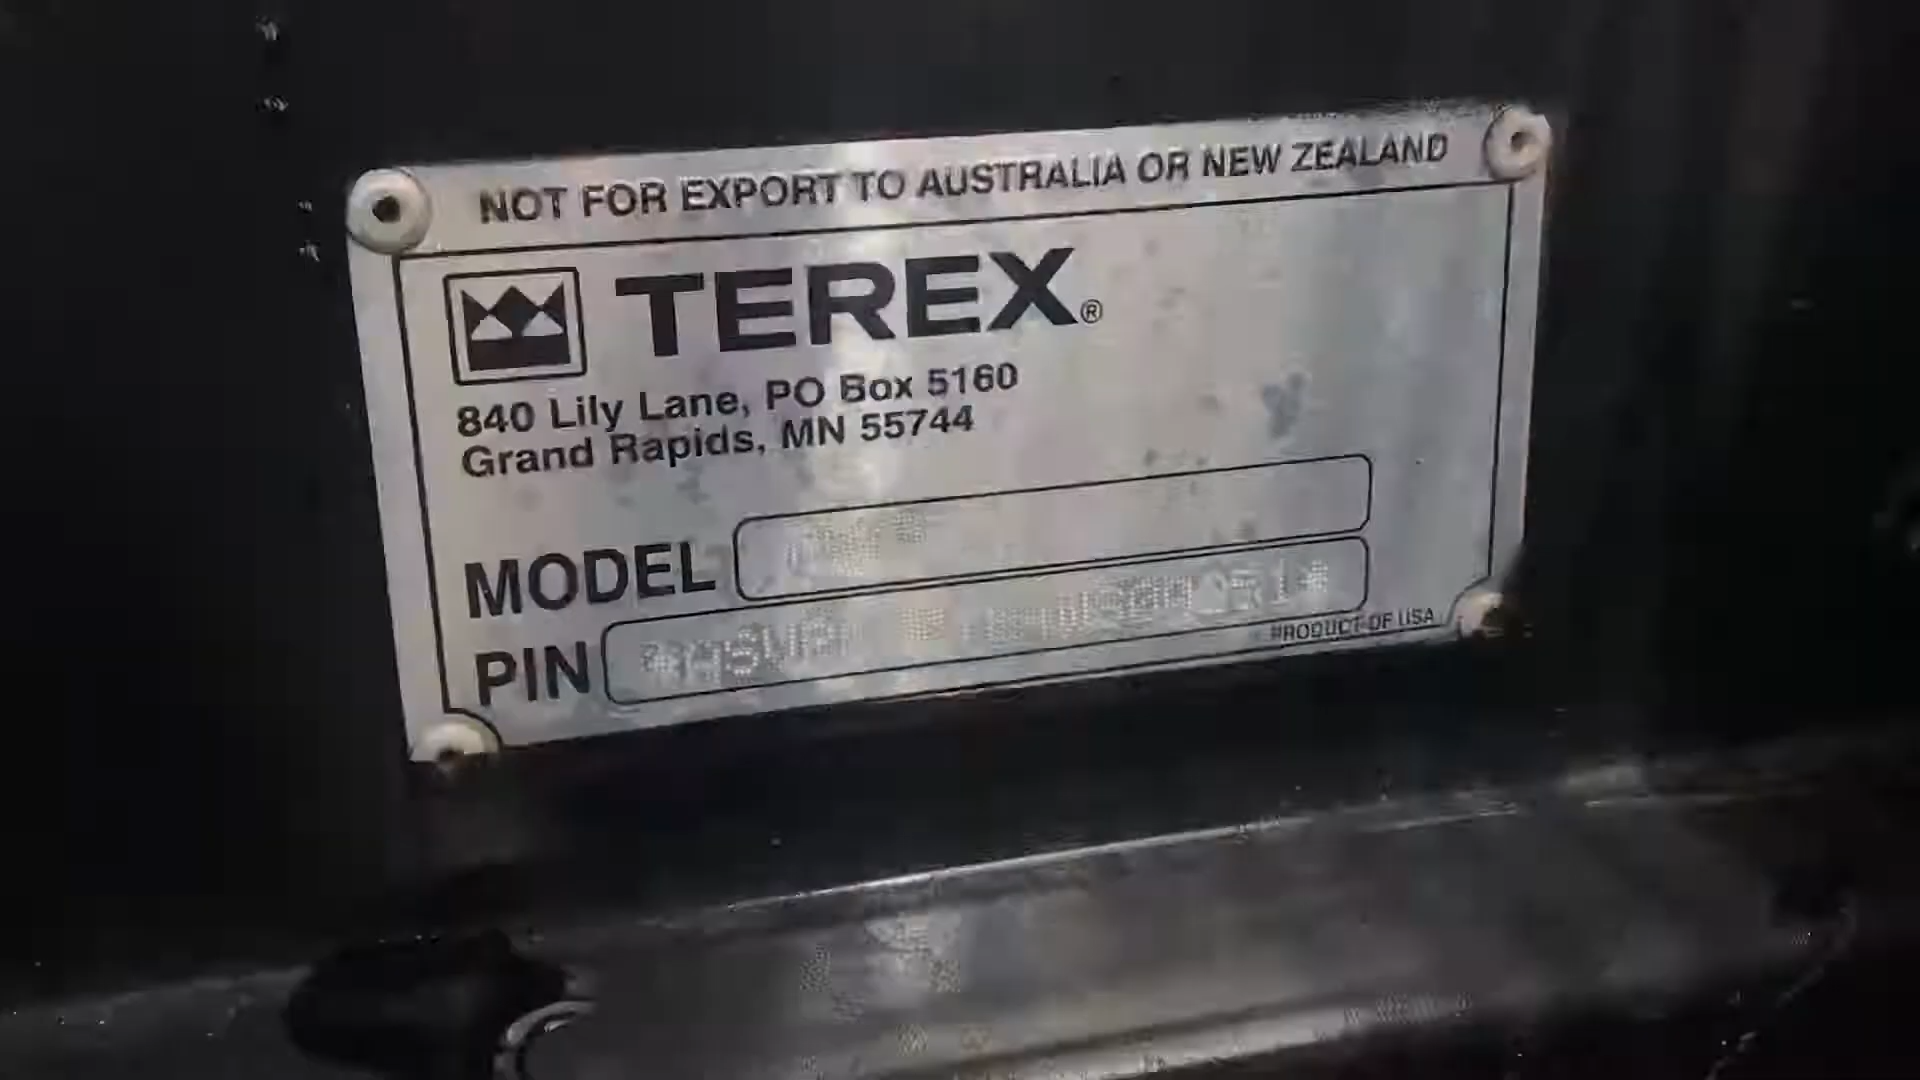 NOT FOR EXPORT TO AUSTRALIA OR NEW ZEALAND
TEREX®
840 Lily Lane, PO Box 5160
Grand Rapids, MN 55744
MODEL
PIN
PRODUCT OF USA